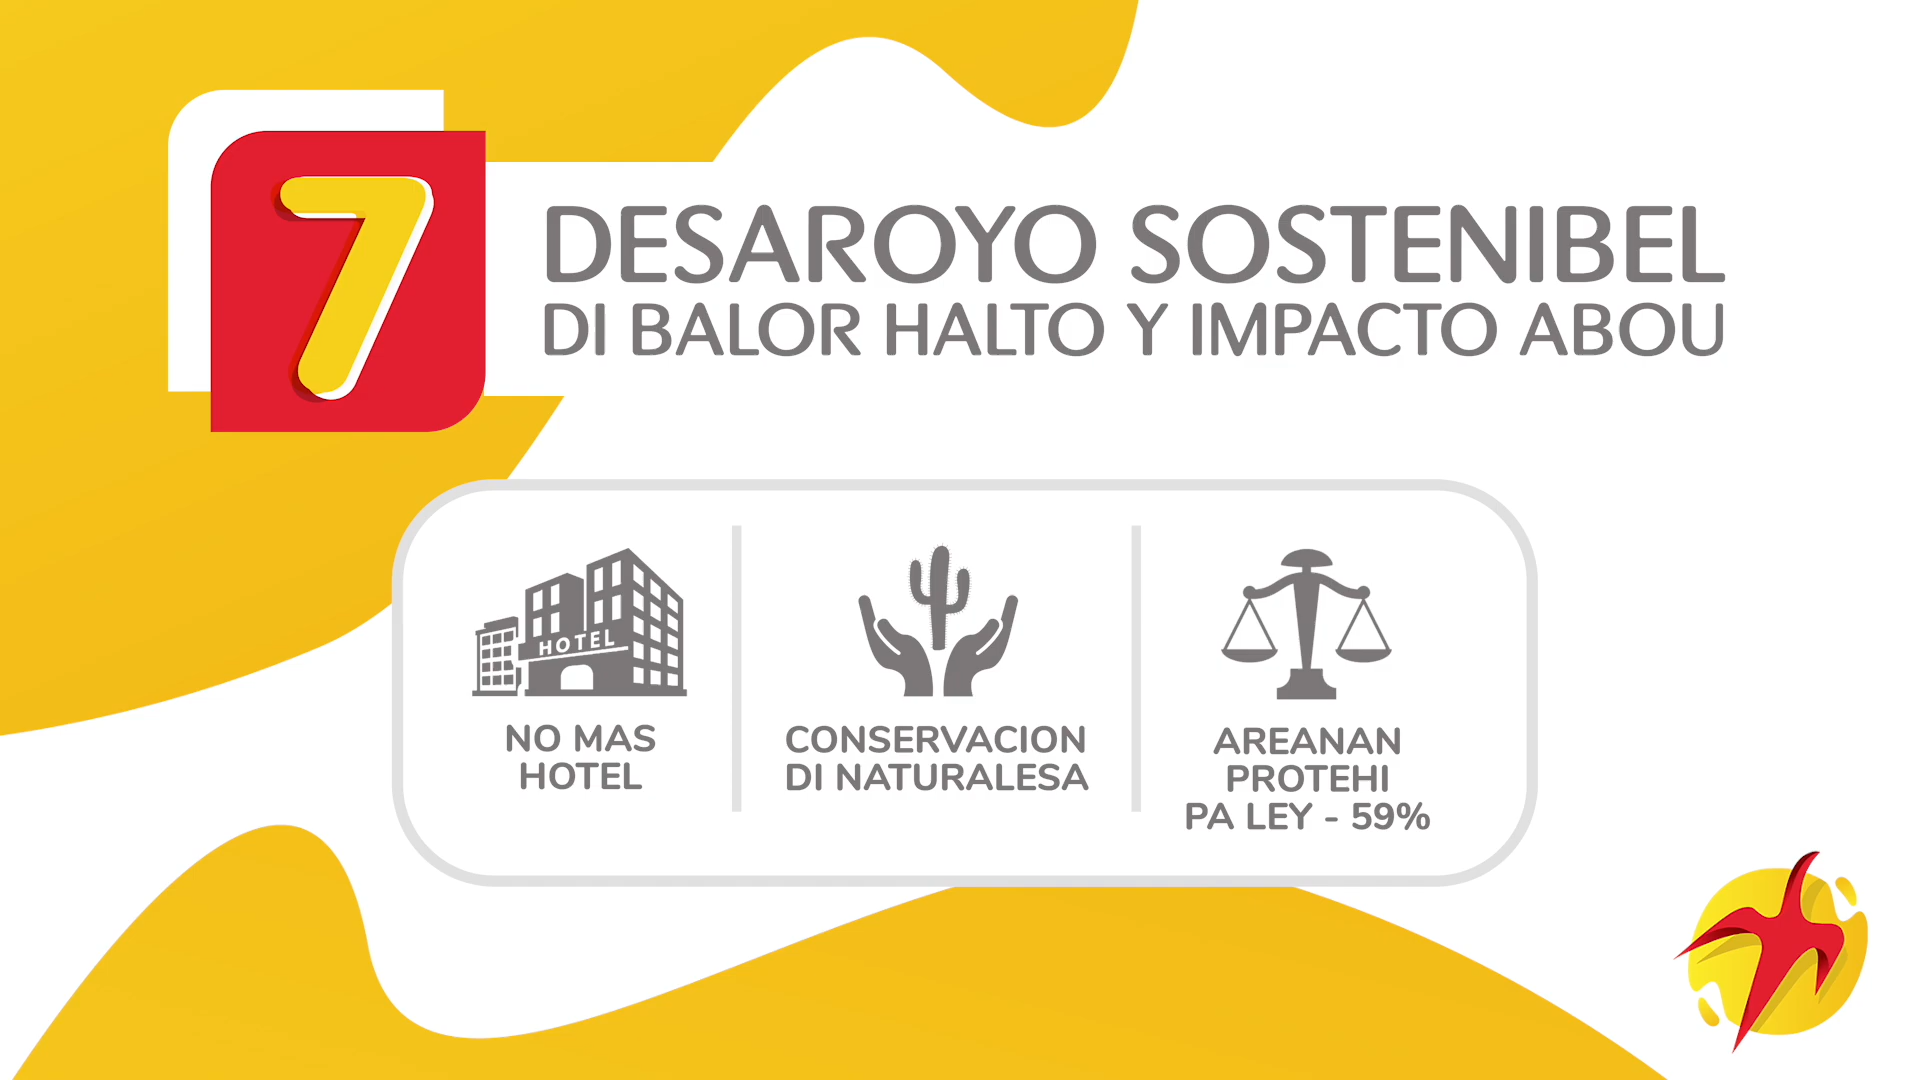 7
DESAROYO SOSTENIBEL
DI BALOR HALTO Y IMPACTO ABOU
HOTEL
NO MAS
HOTEL
CONSERVACION
DI NATURALESA
AREANAN
PROTEHI
PA LEY - 59%